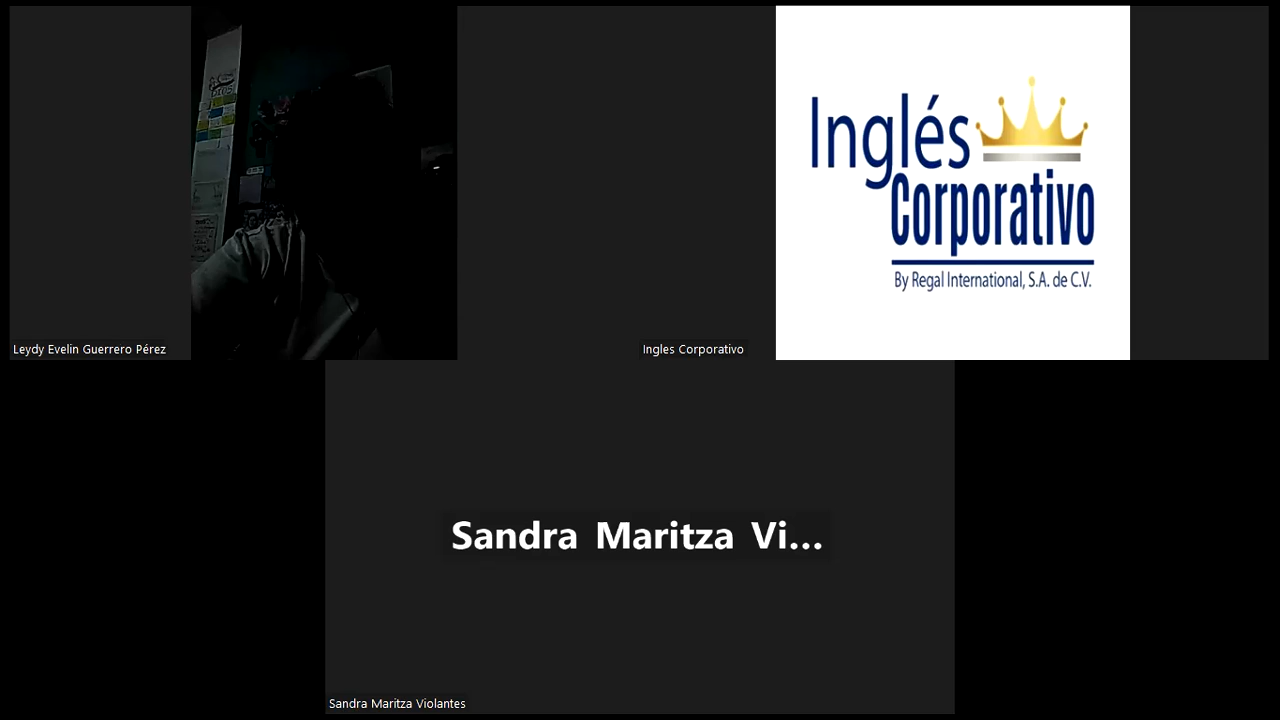 Inglés
Corporativo
By Regal International, S.A. de C.V.
Leydy Evelin Guerrero Pérez
Ingles Corporativo
Sandra Maritza Vi...
Sandra Maritza Violantes